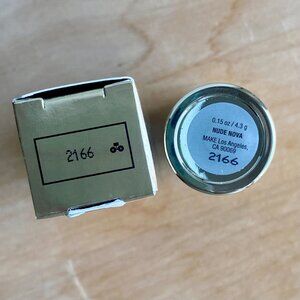 2166
0.15 oz / 4.3 g
NUDE NOVA
MAKE Los Angeles,
CA 90069
2166